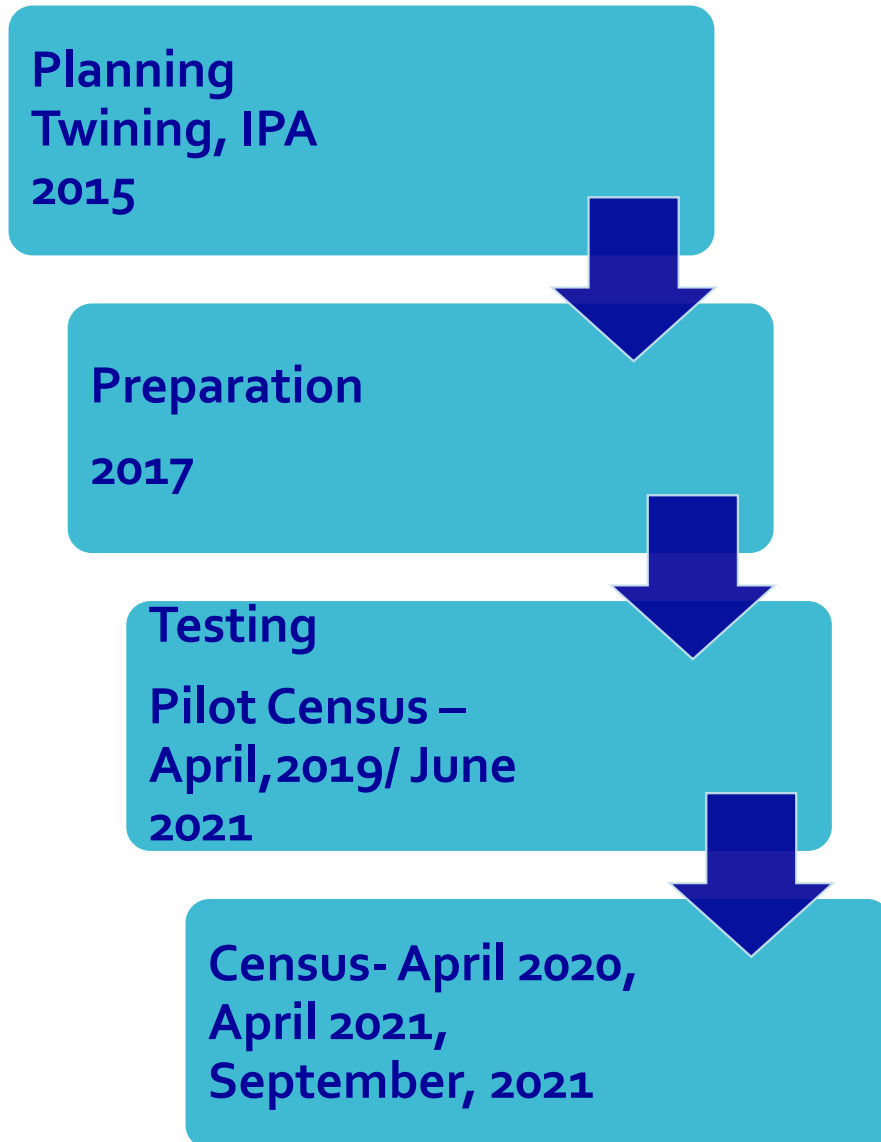 Planning
Twining, IPA
2015
Preparation
2017
Testing
Pilot Census –
April,2019/ June
2021
Census- April 2020,
April 2021,
September, 2021